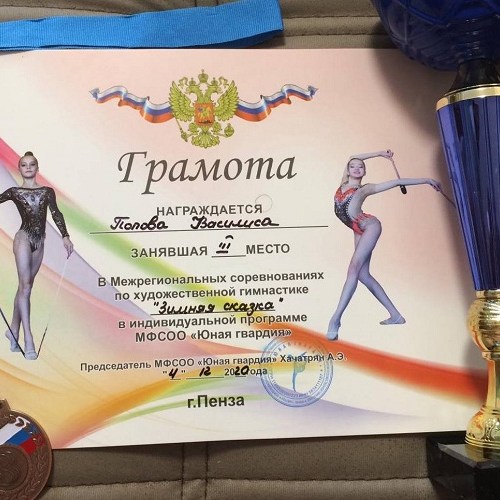 Грамота
НАГРАЖДАЕТСЯ
Попова Василиса
ЗАНЯВШАЯ III МЕСТО
В Межрегиональных соревнованиях
по художественной гимнастике
"Зимняя сказка"
в индивидуальной программе
МФСОО «Юная гвардия»
Председатель МФСОО «Юная гвардия» Хачатрян А.Э
"4" 12 2020 года
г.Пенза